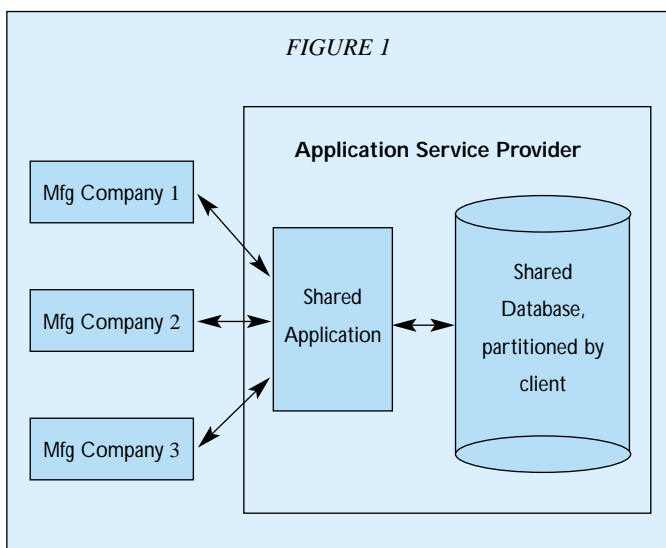 FIGURE 1
Application Service Provider
Mfg Company 1
Mfg Company 2
Mfg Company 3
Shared
Application
Shared
Database,
partitioned by
client